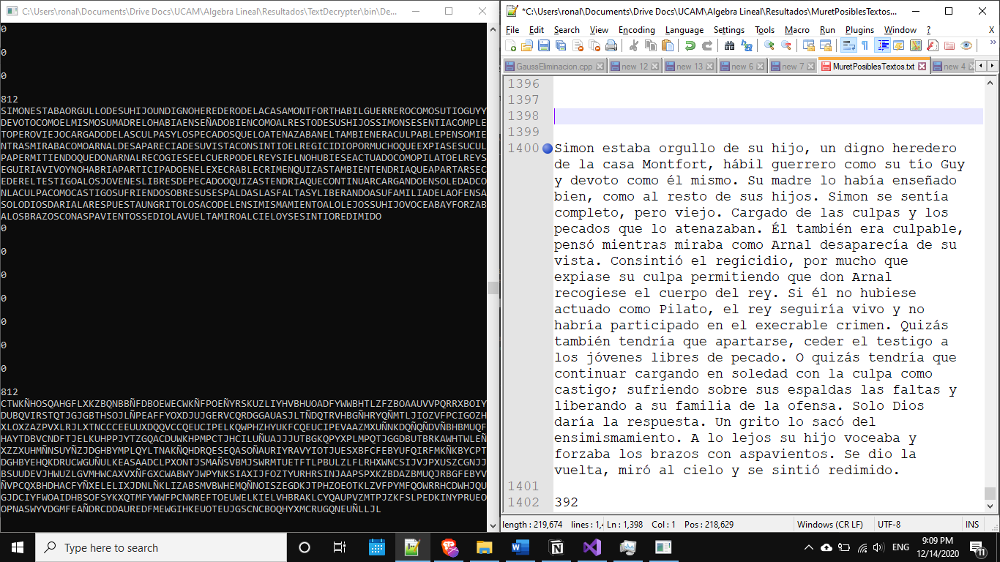 C:\Users\ronal\Documents\Drive Docs\UCAM\Algebra Lineal\Resultados\TextDecrypter\bin\De...
0
0
0
812
SIMONESTABAORGULLODESUHIJOUNDIGNOHEREDERODELACASAMONTFORTHABILGUERREROCOMOSUTIOGUYY
DEVOTOCOMOELMISMOSUMADRELOHABIAENSEÑADOBIENCOMOALRESTODESUSHIJOSSIMONSESENTIACOMPLE
TOPEROVIEJOCARGADODELASCULPASYLOSPECADOSQUELOATENAZABANELTAMBIENERACULPABLEPENSOMIE
NTRASMIRABACOMOARNALDESAPARECIADESUVISTACONSINTIOELREGICIDIOPORMUCHOQUEEXPIASESUCUL
PAPERMITIENDOQUEDONARNALRECOGIESEELCUERPODELREYSIELNOHUBIESEACTUADOCOMOPILATOELREYS
EGUIRIAVIVOYNOHABRIAPARTICIPADOENELEXECRABLECRIMENQUIZASTAMBIENTENDRIAQUEAPARTARSEC
EDERELTESTIGOALOSJOVENESLIBRESDEPECADOOQUIZASTENDRIAQUECONTINUARCARGANDOENSOLEDADCO
NLACULPACOMOCASTIGOSUFRIENDOSOBRESUSESPALDASLASFALTASYLIBERANDOASUFAMILIADELAOFENSA
SOLODIOSDARIALARESPUESTAUNGRITOLOSACODELENSIMISMAMIENTOALOLEJOSSUHIJOVOCEABAYFORZAB
ALOSBRAZOSCONASPAVIENTOSSEDIOLAVUELTAMIROALCIELOYSESINTIOREDIMIDO
0
0
0
0
0
0
0
812
CTWKÑHOSQAHGFLXKZBQNBBÑFDBOEWECWKÑFPOEÑYRSKUZLIYHVBHUOADFYWWBHTLZFZBOAAUVVPQRRXBOIY
DUBQVIRSTQTJGJGBTHSOJLÑPEAFFYOXDJUJGERVCQRDGGAUASJLTÑDQTRVHBGÑHRYQÑMTLJIOZVFPCIGOZH
XLOXZAZPVXLRJLXTNCCCEEUUXDQQVCCQEUCIPELKQWPHZHYUKFCQEUCIPEVAAZMXUÑNKDQÑQÑDVÑBHBMUQF
HAYTDBVCNDFTJELKUHPPJYTZGQACDUWKHPMPCTJHCILUÑUAJJJUTBGKQPYXPLMPQTJGGDBUTBRKAWHTWLEÑ
XZZXUHMÑNSUYÑZJDGHBYMPLQYLTNAKÑQHDRQESEQASOÑAURIYRAVYIOTJUESXBFCFEBYUFQIRFMKÑKBYCPT
DGHBYEHQKDRUCWGUÑULKEASAADCLPXONTJSMAÑSVBMJSWRMTUETFTLPBULZLFLRHXWNCSIJVJPXUSZCGNJJ
BSUUDEVJHWUZLGVMHWCAXVXÑFGXCWABWYJWPYNKSIAXIJFOZTYURHRSINJAAPSPXKZBDAZBMUQJRBGFEBYV
ÑVPCQXBHDHACFYÑXELELIXJDNLÑKLIZABSMVBWHEMQÑNOISZEGDKJTPHZOEOTKLZVFPYMFQOWRRHCDWHJQU
GJDCIYFWOAIDHBSOFSYKXQTMFYWWFPCNWREFTOEUWELKIELVHBRAKLCYQAUPVZMTPJZKFSLPEDKINYPRUEO
OPNASWYVDGMFEAÑDRCDDAUREDFMEWGIHKEUOTEUJGSCNCBOQHYXMCRUGQNEUÑLLJL
*C:\Users\ronal\Documents\Drive Docs\UCAM\Algebra Lineal\Resultados\MuretPosiblesTextos...
File Edit Search View Encoding Language Settings Tools Macro Run Plugins Window ? X
GaussEliminacion.cpp new 12 new 13 new 6 new 7 MuretPosiblesTextos.txt new 4
1396
1397
1398
1399
1400 Simon estaba orgullo de su hijo, un digno heredero
de la casa Montfort, hábil guerrero como su tío Guy
y devoto como él mismo. Su madre lo había enseñado
bien, como al resto de sus hijos. Simon se sentía
completo, pero viejo. Cargado de las culpas y los
pecados que lo atenazaban. Él también era culpable,
pensó mientras miraba como Arnal desaparecía de su
vista. Consintió el regicidio, por mucho que
expiase su culpa permitiendo que don Arnal
recogiese el cuerpo del rey. Si él no hubiese
actuado como Pilato, el rey seguiría vivo y no
habría participado en el execrable crimen. Quizás
también tendría que apartarse, ceder el testigo a
los jóvenes libres de pecado. O quizás tendría que
continuar cargando en soledad con la culpa como
castigo; sufriendo sobre sus espaldas las faltas y
liberando a su familia de la ofensa. Solo Dios
daría la respuesta. Un grito lo sacó del
ensimismamiento. A lo lejos su hijo voceaba y
forzaba los brazos con aspavientos. Se dio la
vuelta, miró al cielo y se sintió redimido.
1401
1402 392
length : 219,674 lines : 1,4 Ln : 1,398 Col : 1 Pos : 218,629 Windows (CR LF) UTF-8 INS
Type here to search
ENG
9:09 PM
12/14/2020
11